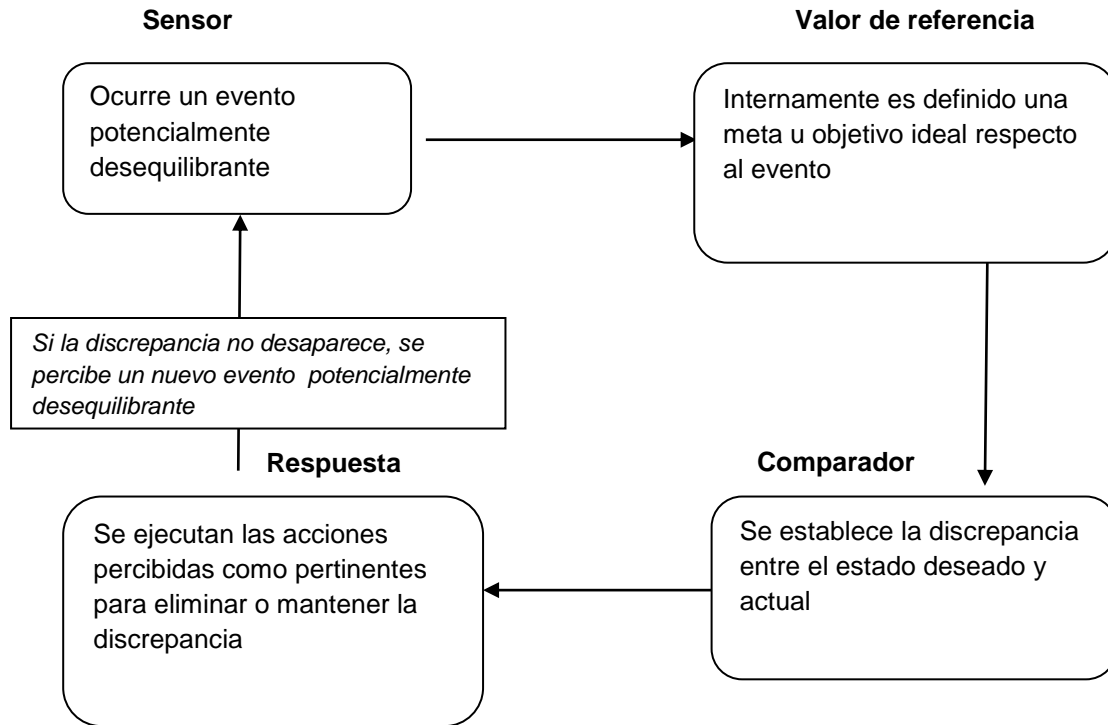 Sensor
Valor de referencia
Ocurre un evento
potencialmente
desequilibrante
Internamente es definido una
meta u objetivo ideal respecto
al evento
Si la discrepancia no desaparece, se
percibe un nuevo evento  potencialmente
desequilibrante
Respuesta
Comparador
Se ejecutan las acciones
percibidas como pertinentes
para eliminar o mantener la
discrepancia
Se establece la discrepancia
entre el estado deseado y
actual